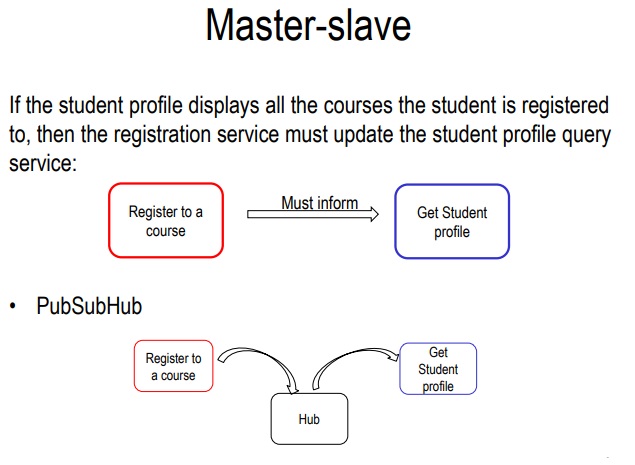 Master-slave
If the student profile displays all the courses the student is registered
to, then the registration service must update the student profile query
service:
Register to a
course
Must inform
Get Student
profile
• PubSubHub
Register to
a course
Get
Student
profile
Hub